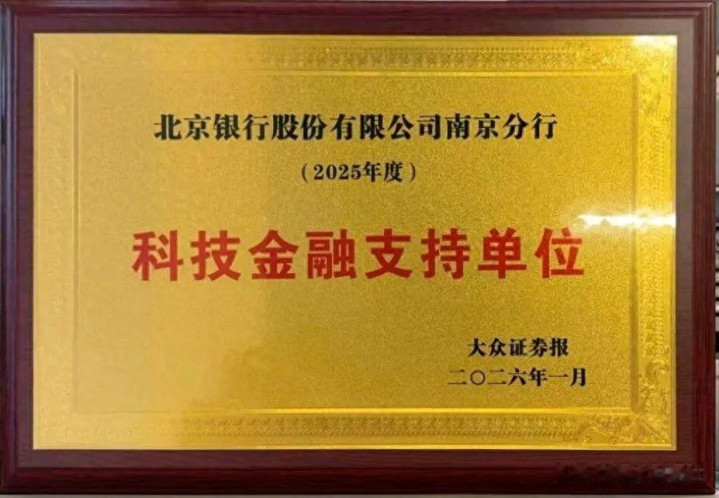 北京银行股份有限公司南京分行
（2025年度）
科技金融支持单位
大众证券报
二〇二六年一月